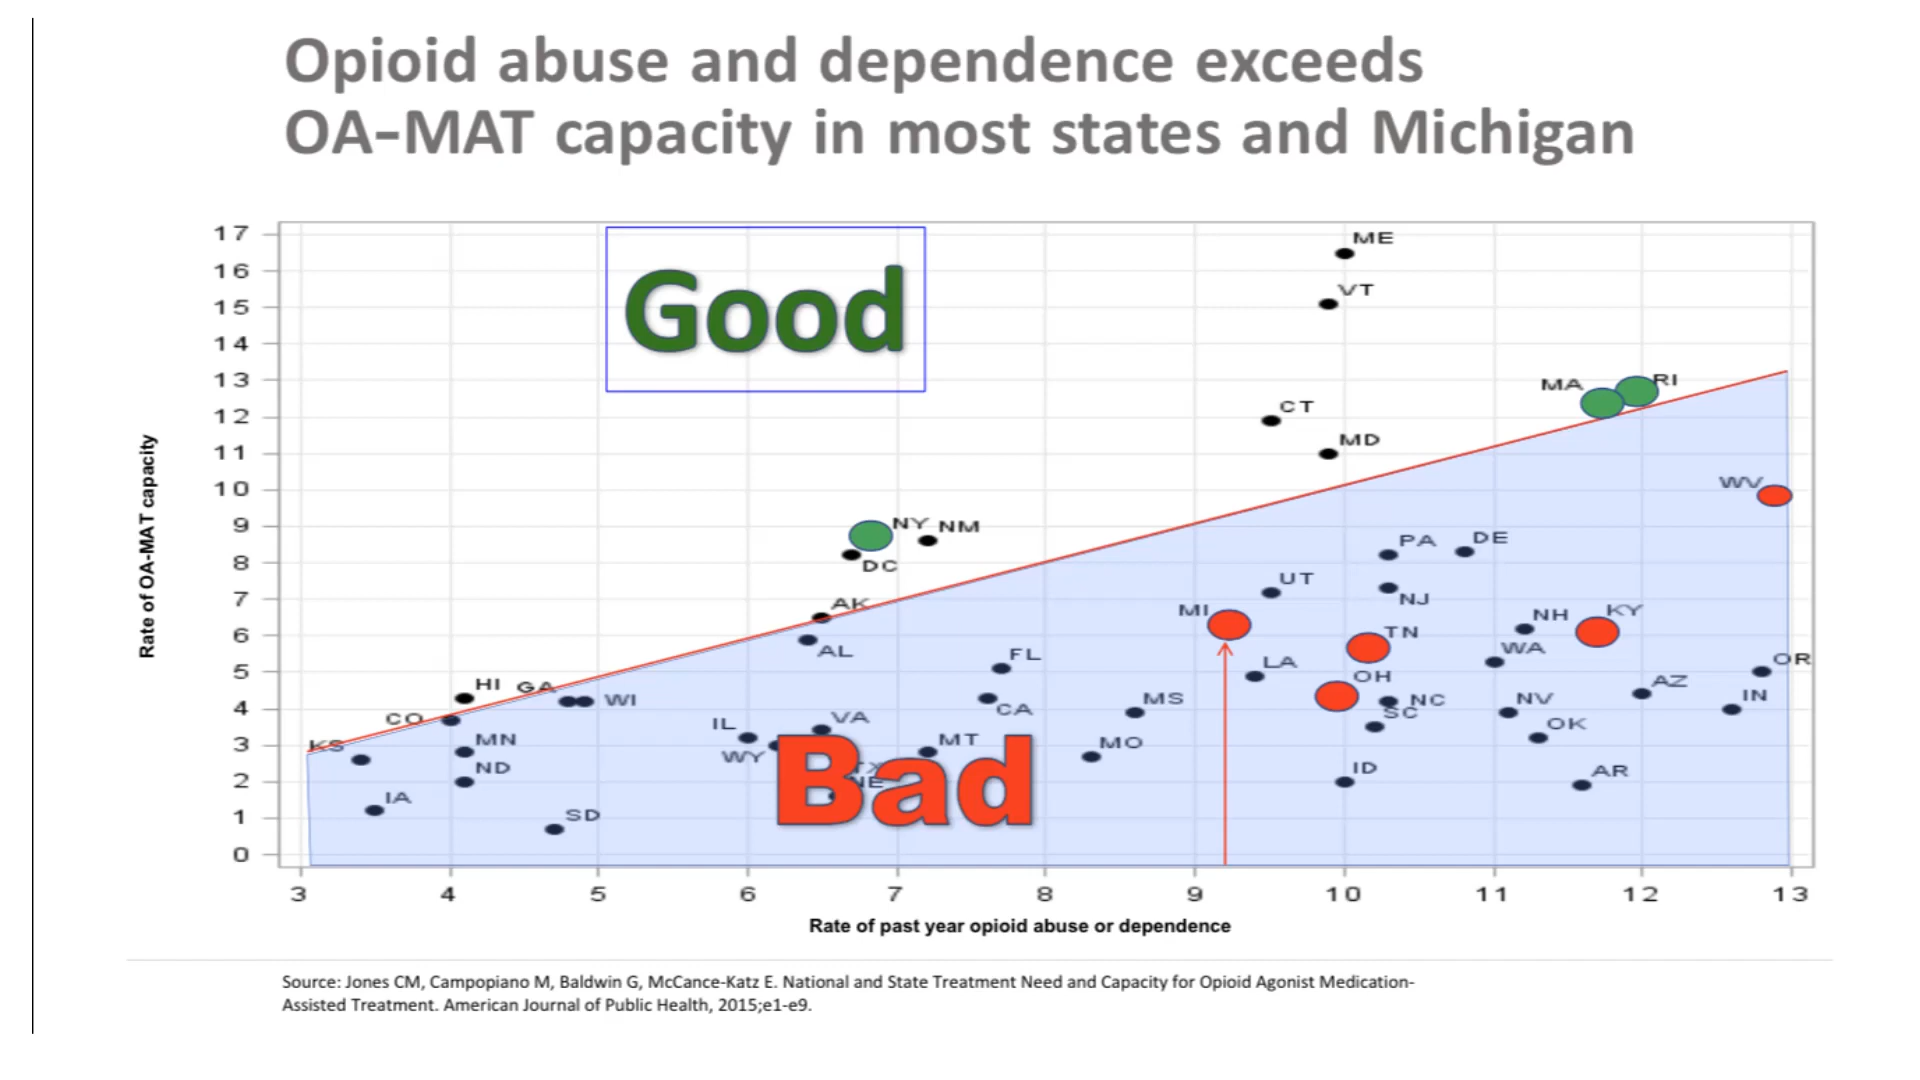 Opioid abuse and dependence exceeds
OA-MAT capacity in most states and Michigan
Rate of OA-MAT capacity
17
16
15
14
13
12
11
10
9
8
7
6
5
4
3
2
1
0
Good
ME
VT
MA
RI
CT
MD
WV
NY
NM
DC
PA
DE
UT
NJ
AK
MI
NH
KY
TN
AL
WA
FL
LA
OR
OH
AZ
HI
GA
WI
CA
MS
NC
NV
IN
CO
SC
IL
VA
OK
KS
MN
WY
MT
MO
ND
TX
NE
ID
AR
Bad
IA
SD
3
4
5
6
7
8
9
10
11
12
13
Rate of past year opioid abuse or dependence
Source: Jones CM, Campopiano M, Baldwin G, McCance-Katz E. National and State Treatment Need and Capacity for Opioid Agonist Medication-
Assisted Treatment. American Journal of Public Health, 2015;e1-e9.